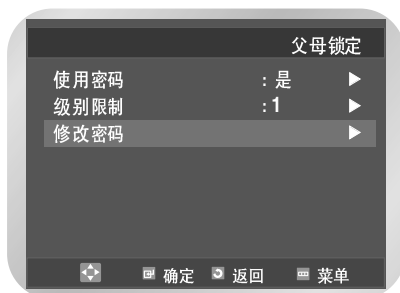 父母锁定
使用密码 : 是 ▶
级别限制 : 1 ▶
修改密码 ▶
确定 返回 菜单